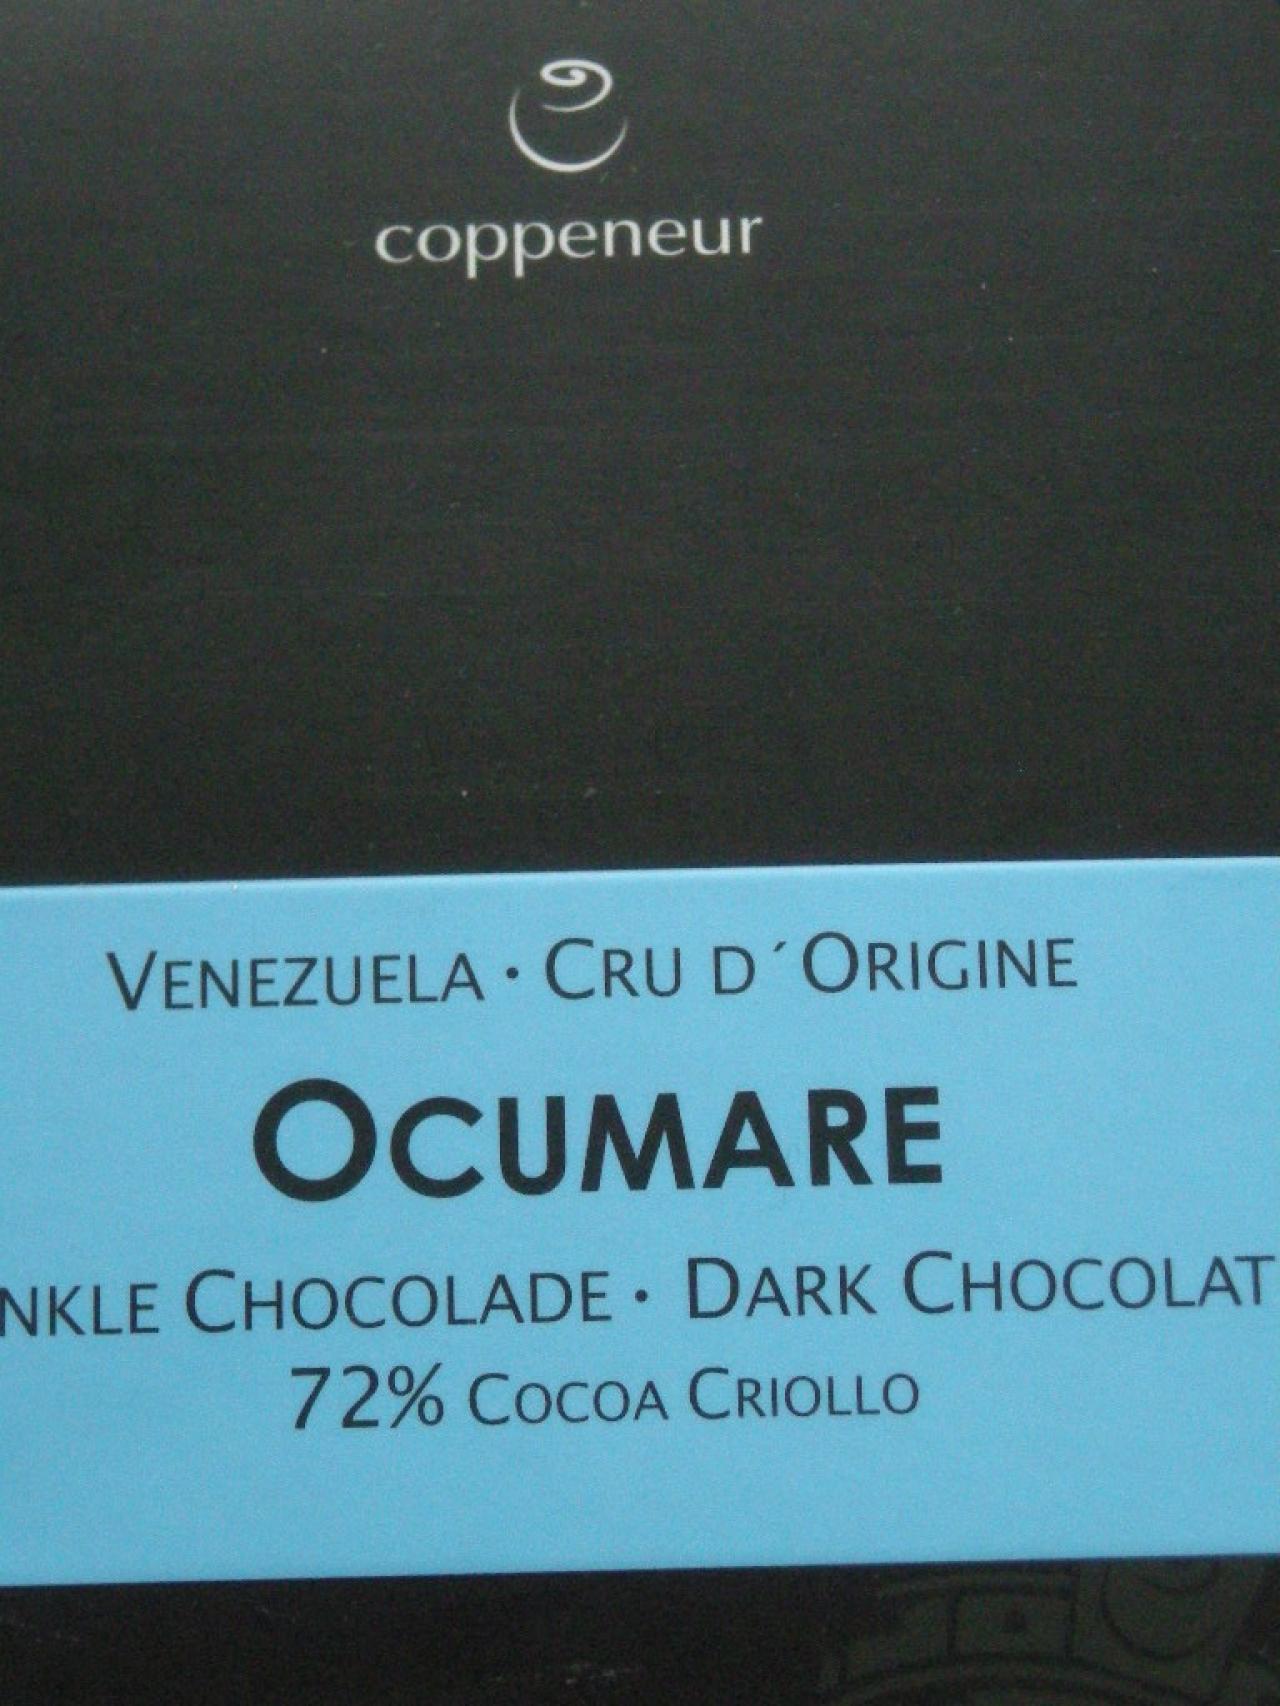 coppeneur
VENEZUELA · CRU D´ORIGINE
OCUMARE
NKLE CHOCOLADE · DARK CHOCOLAT
72% COCOA CRIOLLO